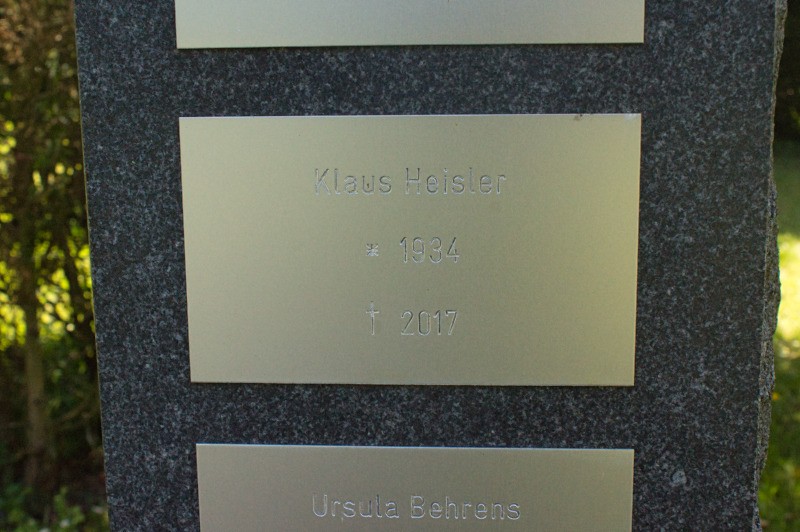 Klaus Heisler
* 1934
† 2017
Ursula Behrens